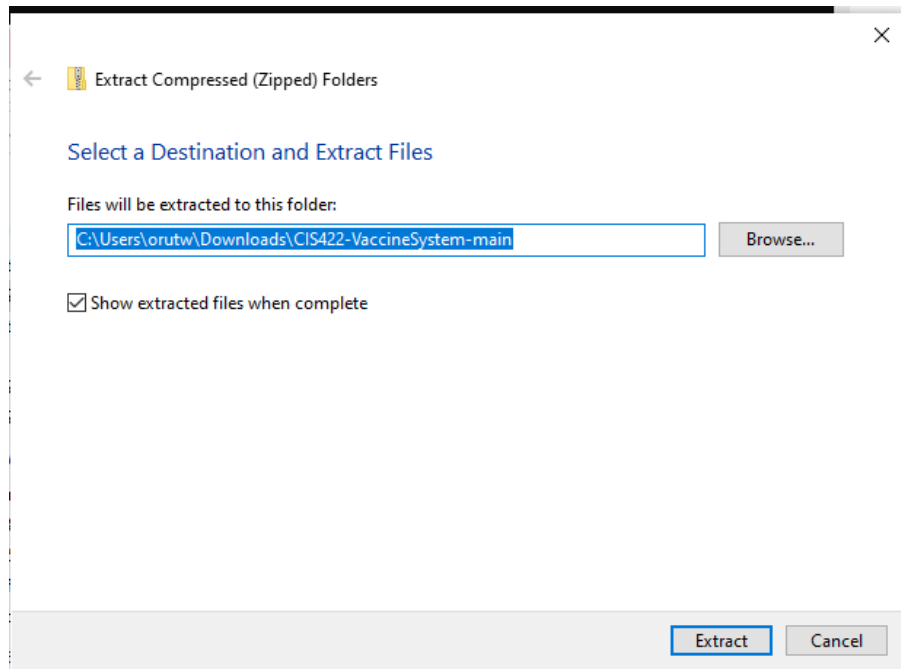 Extract Compressed (Zipped) Folders
Select a Destination and Extract Files
Files will be extracted to this folder:
C:\Users\orutw\Downloads\CIS422-VaccineSystem-main
Browse...
Show extracted files when complete
Extract
Cancel